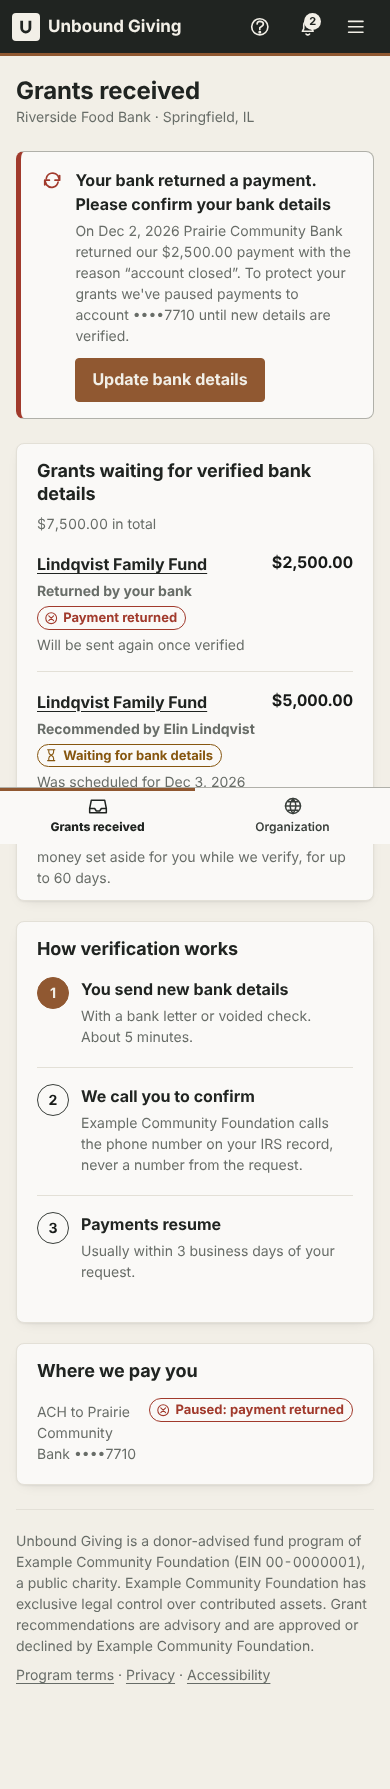 U Unbound Giving 2
Grants received
Riverside Food Bank · Springfield, IL
Your bank returned a payment.
Please confirm your bank details
On Dec 2, 2026 Prairie Community Bank
returned our $2,500.00 payment with the
reason “account closed”. To protect your
grants we've paused payments to
account ••••7710 until new details are
verified.
Update bank details
Grants waiting for verified bank
details
$7,500.00 in total
Lindqvist Family Fund $2,500.00
Returned by your bank
Payment returned
Will be sent again once verified
Lindqvist Family Fund $5,000.00
Recommended by Elin Lindqvist
Waiting for bank details
Was scheduled for Dec 3, 2026
Grants received Organization
money set aside for you while we verify, for up
to 60 days.
How verification works
1 You send new bank details
With a bank letter or voided check.
About 5 minutes.
2 We call you to confirm
Example Community Foundation calls
the phone number on your IRS record,
never a number from the request.
3 Payments resume
Usually within 3 business days of your
request.
Where we pay you
ACH to Prairie
Community
Bank ••••7710
Paused: payment returned
Unbound Giving is a donor-advised fund program of
Example Community Foundation (EIN 00-0000001),
a public charity. Example Community Foundation has
exclusive legal control over contributed assets. Grant
recommendations are advisory and are approved or
declined by Example Community Foundation.
Program terms · Privacy · Accessibility